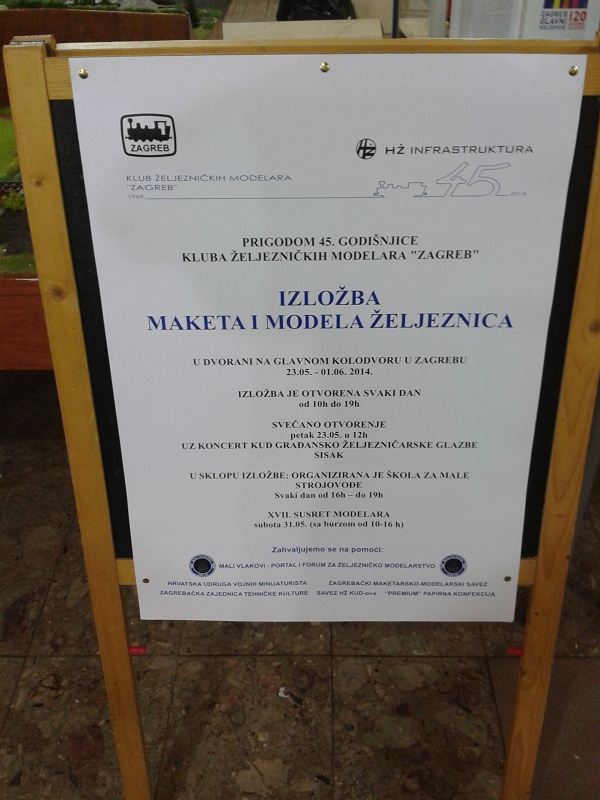 ZAGREB
GLAVNI
KOLODVOR
120
ZAGREB
HŽ INFRASTRUKTURA
KLUB ŽELJEZNIČKIH MODELARA
"ZAGREB"
1969.
45
2014.
PRIGODOM 45. GODIŠNJICE
KLUBA ŽELJEZNIČKIH MODELARA "ZAGREB"
IZLOŽBA
MAKETA I MODELA ŽELJEZNICA
U DVORANI NA GLAVNOM KOLODVORU U ZAGREBU
23.05. - 01.06. 2014.
IZLOŽBA JE OTVORENA SVAKI DAN
od 10h do 19h
SVEČANO OTVORENJE
petak 23.05. u 12h
UZ KONCERT KUD GRAĐANSKO ŽELJEZNIČARSKE GLAZBE
SISAK
U SKLOPU IZLOŽBE: ORGANIZIRANA JE ŠKOLA ZA MALE
STROJOVOĐE
Svaki dan od 16h – do 19h
XVII. SUSRET MODELARA
subota 31.05. (sa burzom od 10-16 h)
Zahvaljujemo se na pomoći:
MALI VLAKOVI - PORTAL I FORUM ZA ŽELJEZNIČKO MODELARSTVO
HRVATSKA UDRUGA VOJNIH MINIJATURISTA ZAGREBAČKI MAKETARSKO-MODELARSKI SAVEZ
ZAGREBAČKA ZAJEDNICA TEHNIČKE KULTURE SAVEZ HŽ KUD-ova "PREMIUM" PAPIRNA KONFEKCIJA